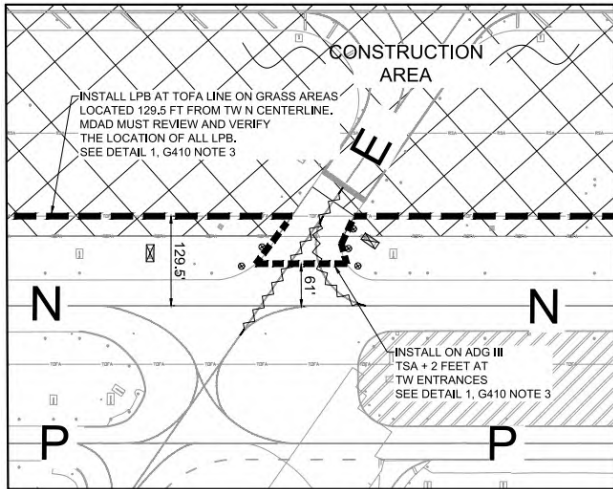 CONSTRUCTION
AREA
INSTALL LPB AT TOFA LINE ON GRASS AREAS
LOCATED 129.5 FT FROM TW N CENTERLINE.
MDAD MUST REVIEW AND VERIFY
THE LOCATION OF ALL LPB.
SEE DETAIL 1, G410 NOTE 3
E
129.5'
61'
N
N
INSTALL ON ADG III
TSA + 2 FEET AT
TW ENTRANCES
SEE DETAIL 1, G410 NOTE 3
P
P